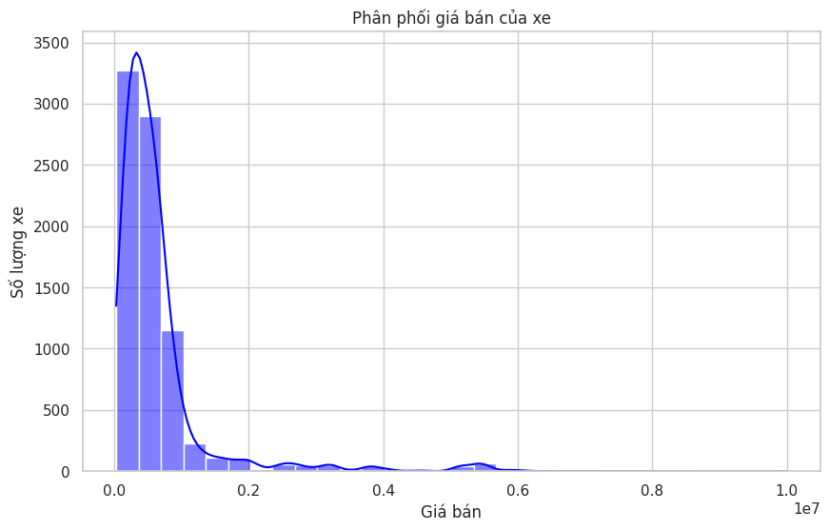 Phân phối giá bán của xe
3500
3000
2500
2000
1500
1000
500
0
Số lượng xe
0.0 0.2 0.4 0.6 0.8 1.0
1e7
Giá bán